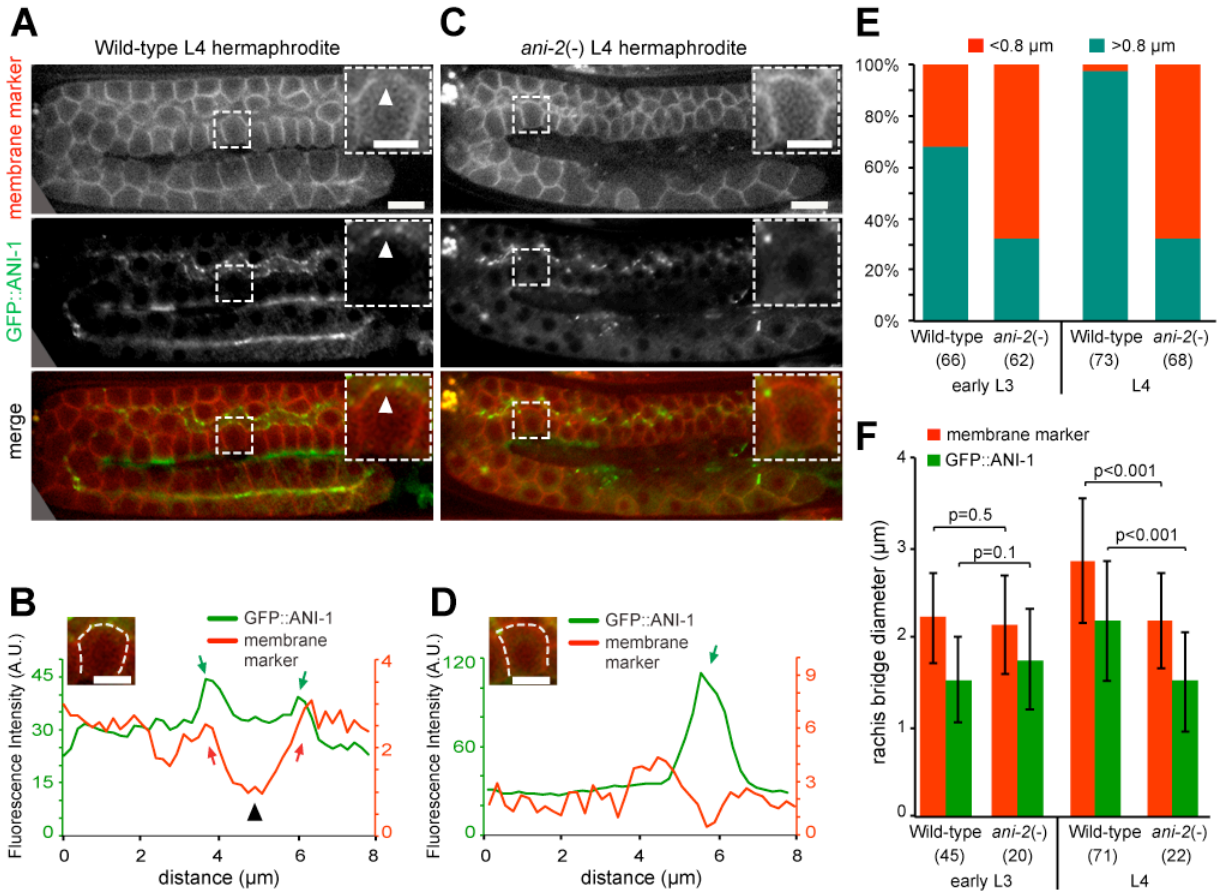 A
Wild-type L4 hermaphrodite
membrane marker
GFP::ANI-1
merge
C
ani-2(-) L4 hermaphrodite
B
GFP::ANI-1
membrane
marker
Fluorescence Intensity (A.U.)
45
30
15
0
4
3
2
1
0
0 2 4 6 8
distance (µm)
D
GFP::ANI-1
membrane
marker
Fluorescence Intensity (A.U.)
120
60
0
9
6
3
0
0 2 4 6 8
distance (µm)
E
<0.8 µm >0.8 µm
100%
80%
60%
40%
20%
0%
Wild-type ani-2(-) Wild-type ani-2(-)
(66) (62) (73) (68)
early L3 L4
F
membrane marker
GFP::ANI-1
rachis bridge diameter (µm)
4
3
2
1
0
p<0.001
p=0.5
p<0.001
p=0.1
Wild-type ani-2(-) Wild-type ani-2(-)
(45) (20) (71) (22)
early L3 L4